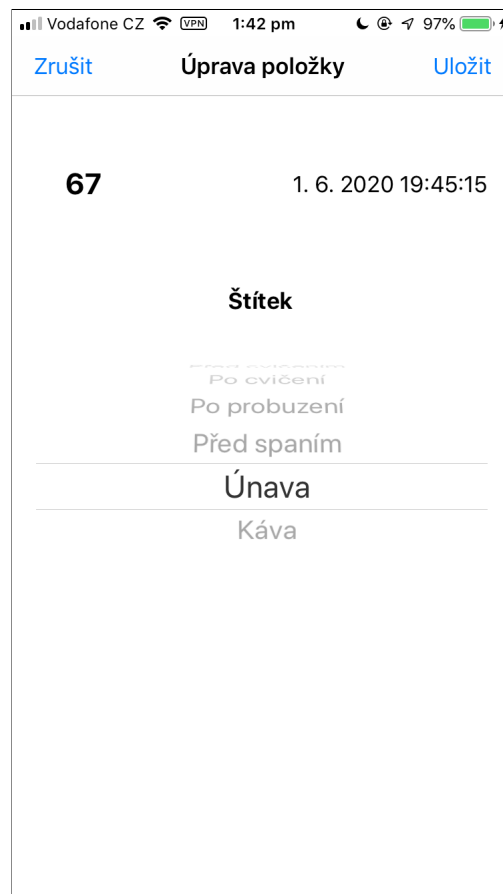 Vodafone CZ VPN 1:42 pm 97%
Zrušit Úprava položky Uložit
67 1. 6. 2020 19:45:15
Štítek
Po cvičení
Po probuzení
Před spaním
Únava
Káva